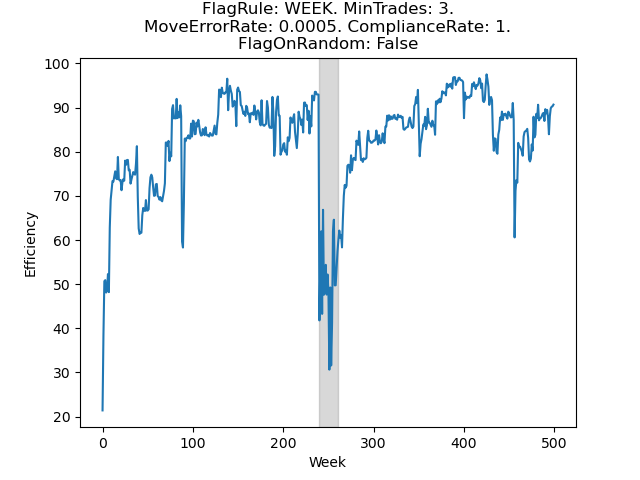 FlagRule: WEEK. MinTrades: 3.
MoveErrorRate: 0.0005. ComplianceRate: 1.
FlagOnRandom: False
100
90
80
70
60
50
40
30
20
Efficiency
0 100 200 300 400 500
Week